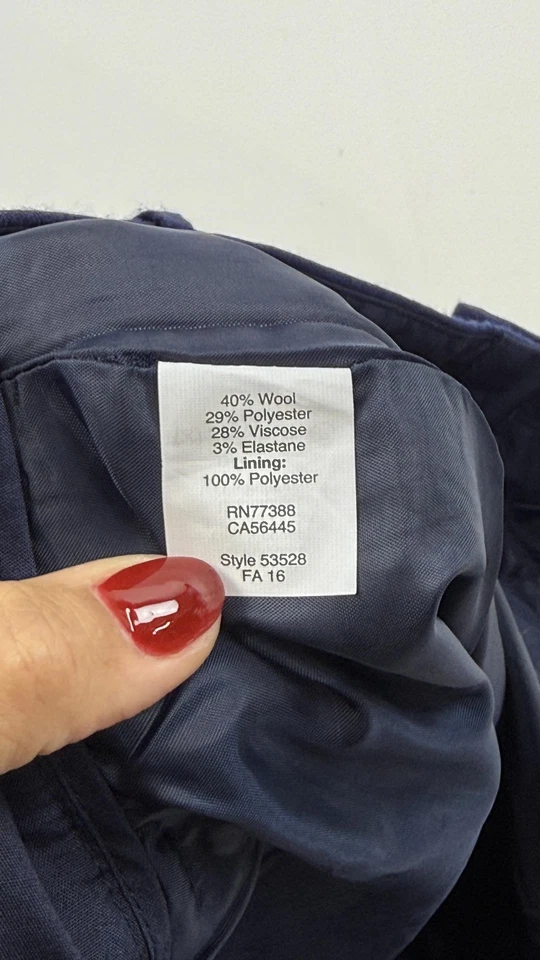 40% Wool
29% Polyester
28% Viscose
3% Elastane
Lining:
100% Polyester
RN77388
CA56445
Style 53528
FA 16